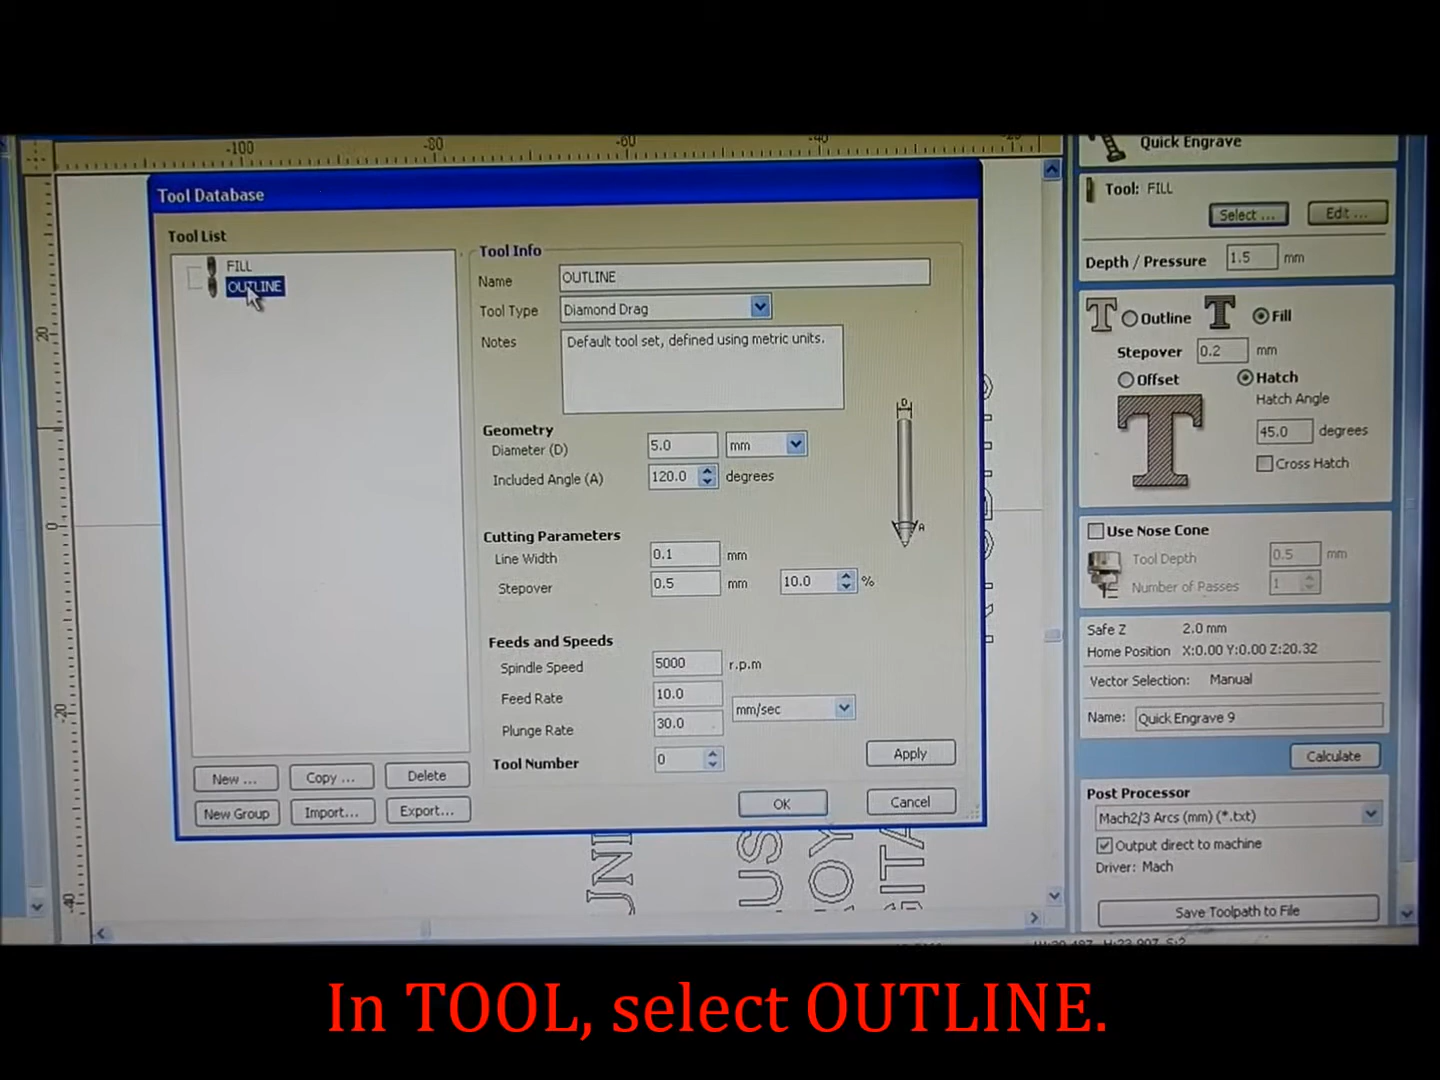 -100
-80
-60
-40
Quick Engrave
Tool: FILL
Select ...
Edit ...
Depth / Pressure 1.5 mm
Outline
Fill
Stepover 0.2 mm
Offset
Hatch
Hatch Angle
45.0 degrees
Cross Hatch
Use Nose Cone
Tool Depth 0.5 mm
Number of Passes 1
Safe Z 2.0 mm
Home Position X:0.00 Y:0.00 Z:20.32
Vector Selection: Manual
Name: Quick Engrave 9
Calculate
Post Processor
Mach2/3 Arcs (mm) (*.txt)
Output direct to machine
Driver: Mach
Save Toolpath to File
Tool Database
Tool List
FILL
OUTLINE
Tool Info
Name OUTLINE
Tool Type Diamond Drag
Notes Default tool set, defined using metric units.
D
A
Geometry
Diameter (D) 5.0 mm
Included Angle (A) 120.0 degrees
Cutting Parameters
Line Width 0.1 mm
Stepover 0.5 mm 10.0 %
Feeds and Speeds
Spindle Speed 5000 r.p.m
Feed Rate 10.0
mm/sec
Plunge Rate 30.0
Tool Number 0
Apply
OK
Cancel
New ...
Copy ...
Delete
New Group
Import...
Export...
20
0
-20
-40
UNI
US
OY
GITA
In TOOL, select OUTLINE.